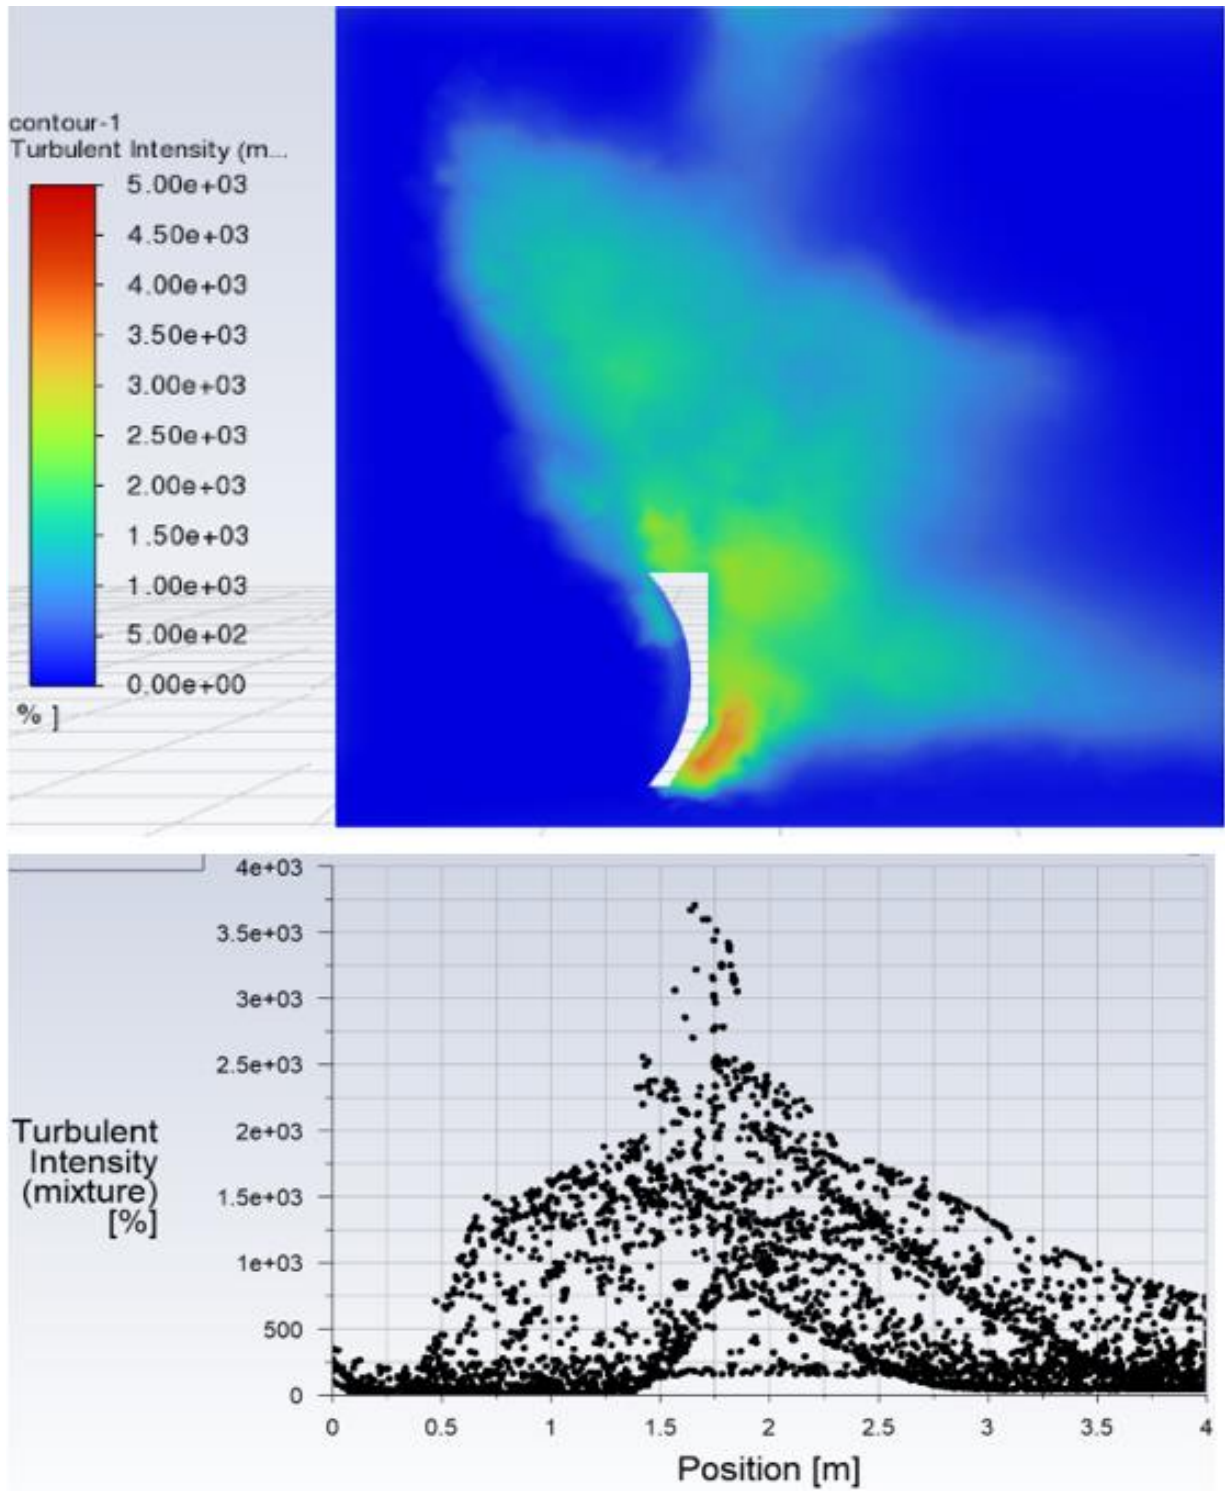 contour-1
Turbulent Intensity (m...
5.00e+03
4.50e+03
4.00e+03
3.50e+03
3.00e+03
2.50e+03
2.00e+03
1.50e+03
1.00e+03
5.00e+02
0.00e+00
% ]
4e+03
3.5e+03
3e+03
2.5e+03
2e+03
1.5e+03
1e+03
500
0
Turbulent
Intensity
(mixture)
[%]
0 0.5 1 1.5 2 2.5 3 3.5 4
Position [m]